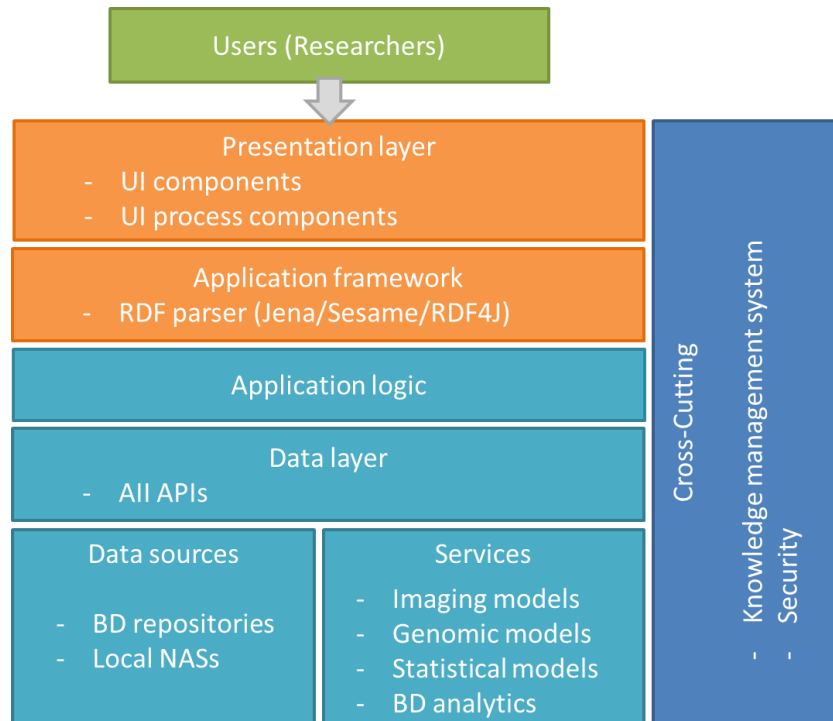 Users (Researchers)
Presentation layer
- UI components
- UI process components
Application framework
- RDF parser (Jena/Sesame/RDF4J)
Application logic
Data layer
- All APIs
Data sources
- BD repositories
- Local NASs
Services
- Imaging models
- Genomic models
- Statistical models
- BD analytics
Cross-Cutting
- Knowledge management system
- Security